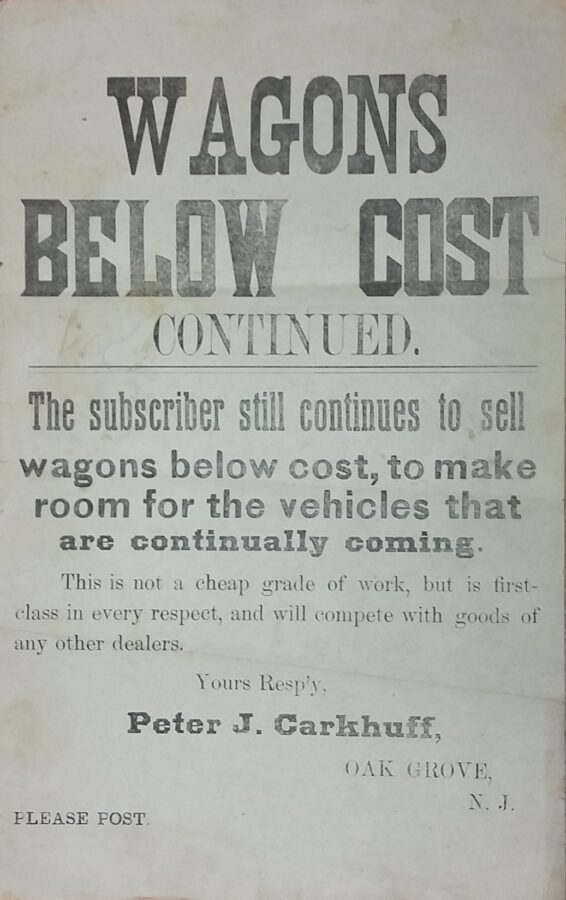 WAGONS
BELOW COST
CONTINUED.
The subscriber still continues to sell
wagons below cost, to make
room for the vehicles that
are continually coming.
This is not a cheap grade of work, but is first-
class in every respect, and will compete with goods of
any other dealers.
Yours Resp'y,
Peter J. Carkhuff,
OAK GROVE,
N. J.
PLEASE POST.